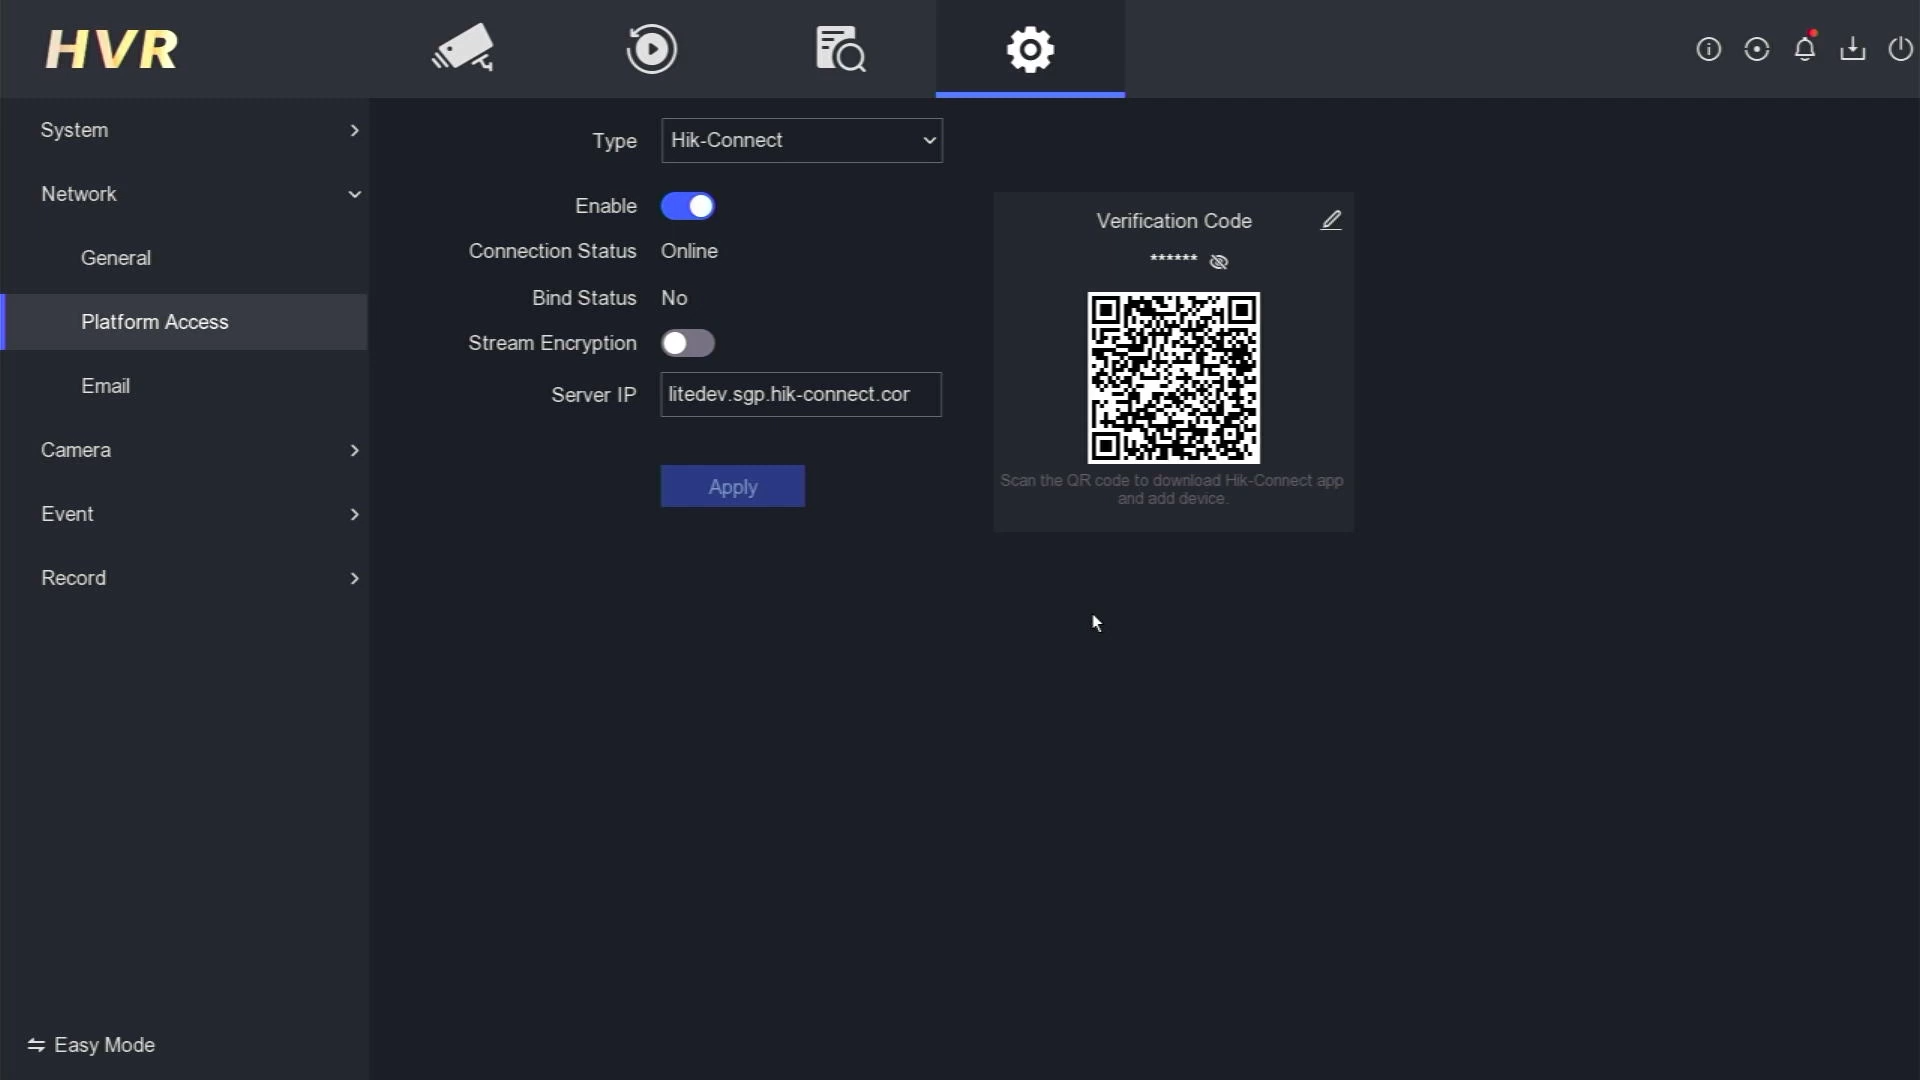 HVR
System
Network
General
Platform Access
Email
Camera
Event
Record
Easy Mode
Type Hik-Connect
Enable
Connection Status Online
Bind Status No
Stream Encryption
Server IP litedev.sgp.hik-connect.cor
Apply
Verification Code
******
Scan the QR code to download Hik-Connect app
and add device.